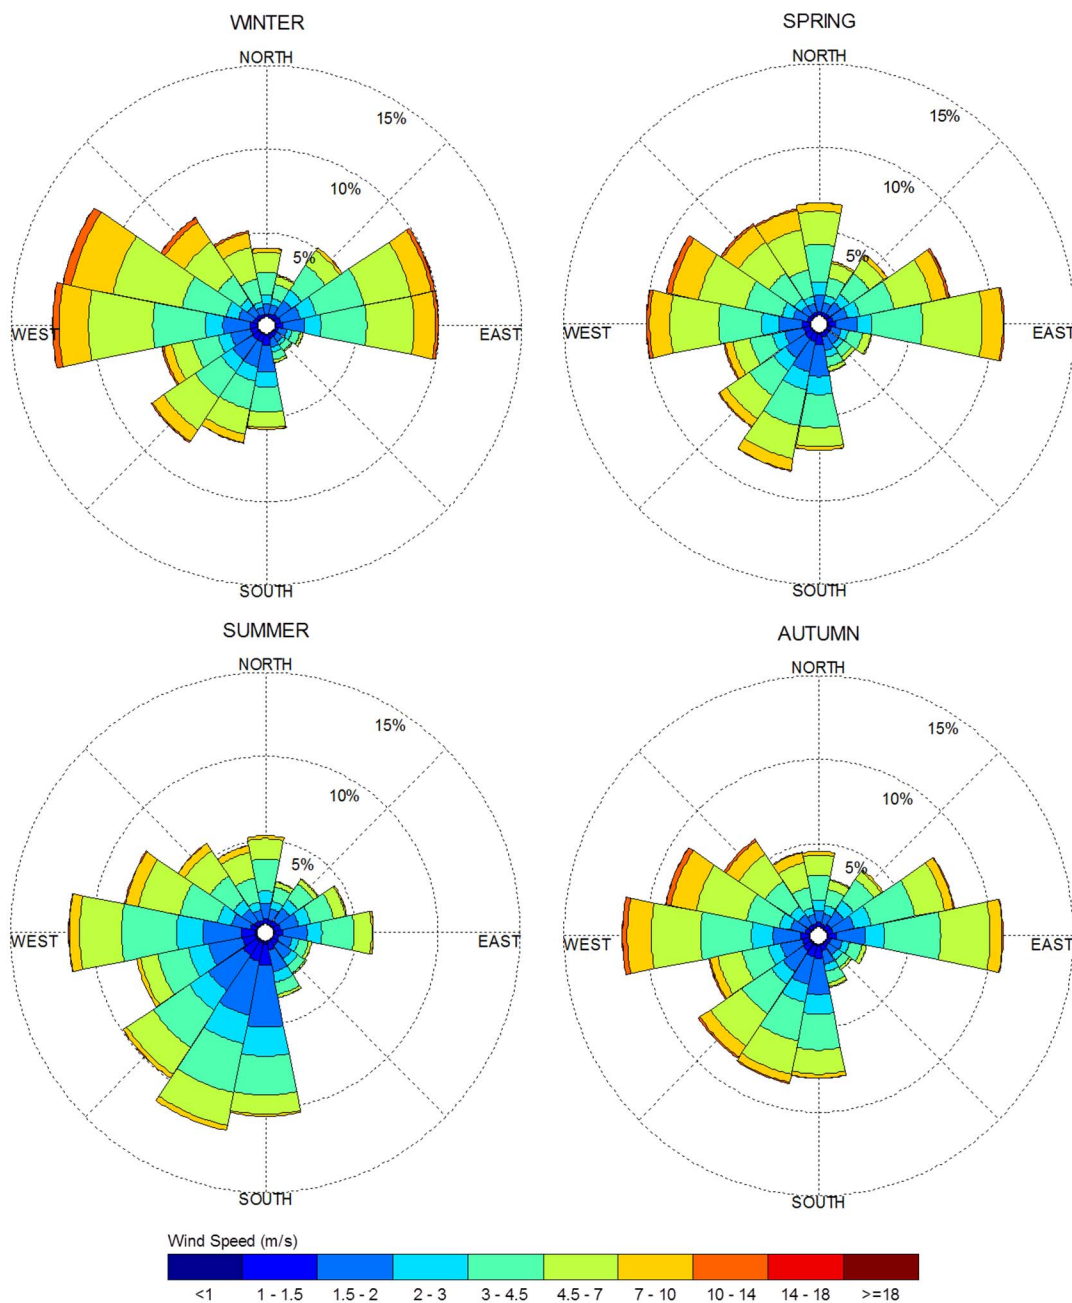 WINTER
NORTH
15%
10%
5%
WEST
EAST
SOUTH
SPRING
NORTH
15%
10%
5%
WEST
EAST
SOUTH
SUMMER
NORTH
15%
10%
5%
WEST
EAST
SOUTH
AUTUMN
NORTH
15%
10%
5%
WEST
EAST
SOUTH
Wind Speed (m/s)
<1 1 - 1.5 1.5 - 2 2 - 3 3 - 4.5 4.5 - 7 7 - 10 10 - 14 14 - 18 >=18